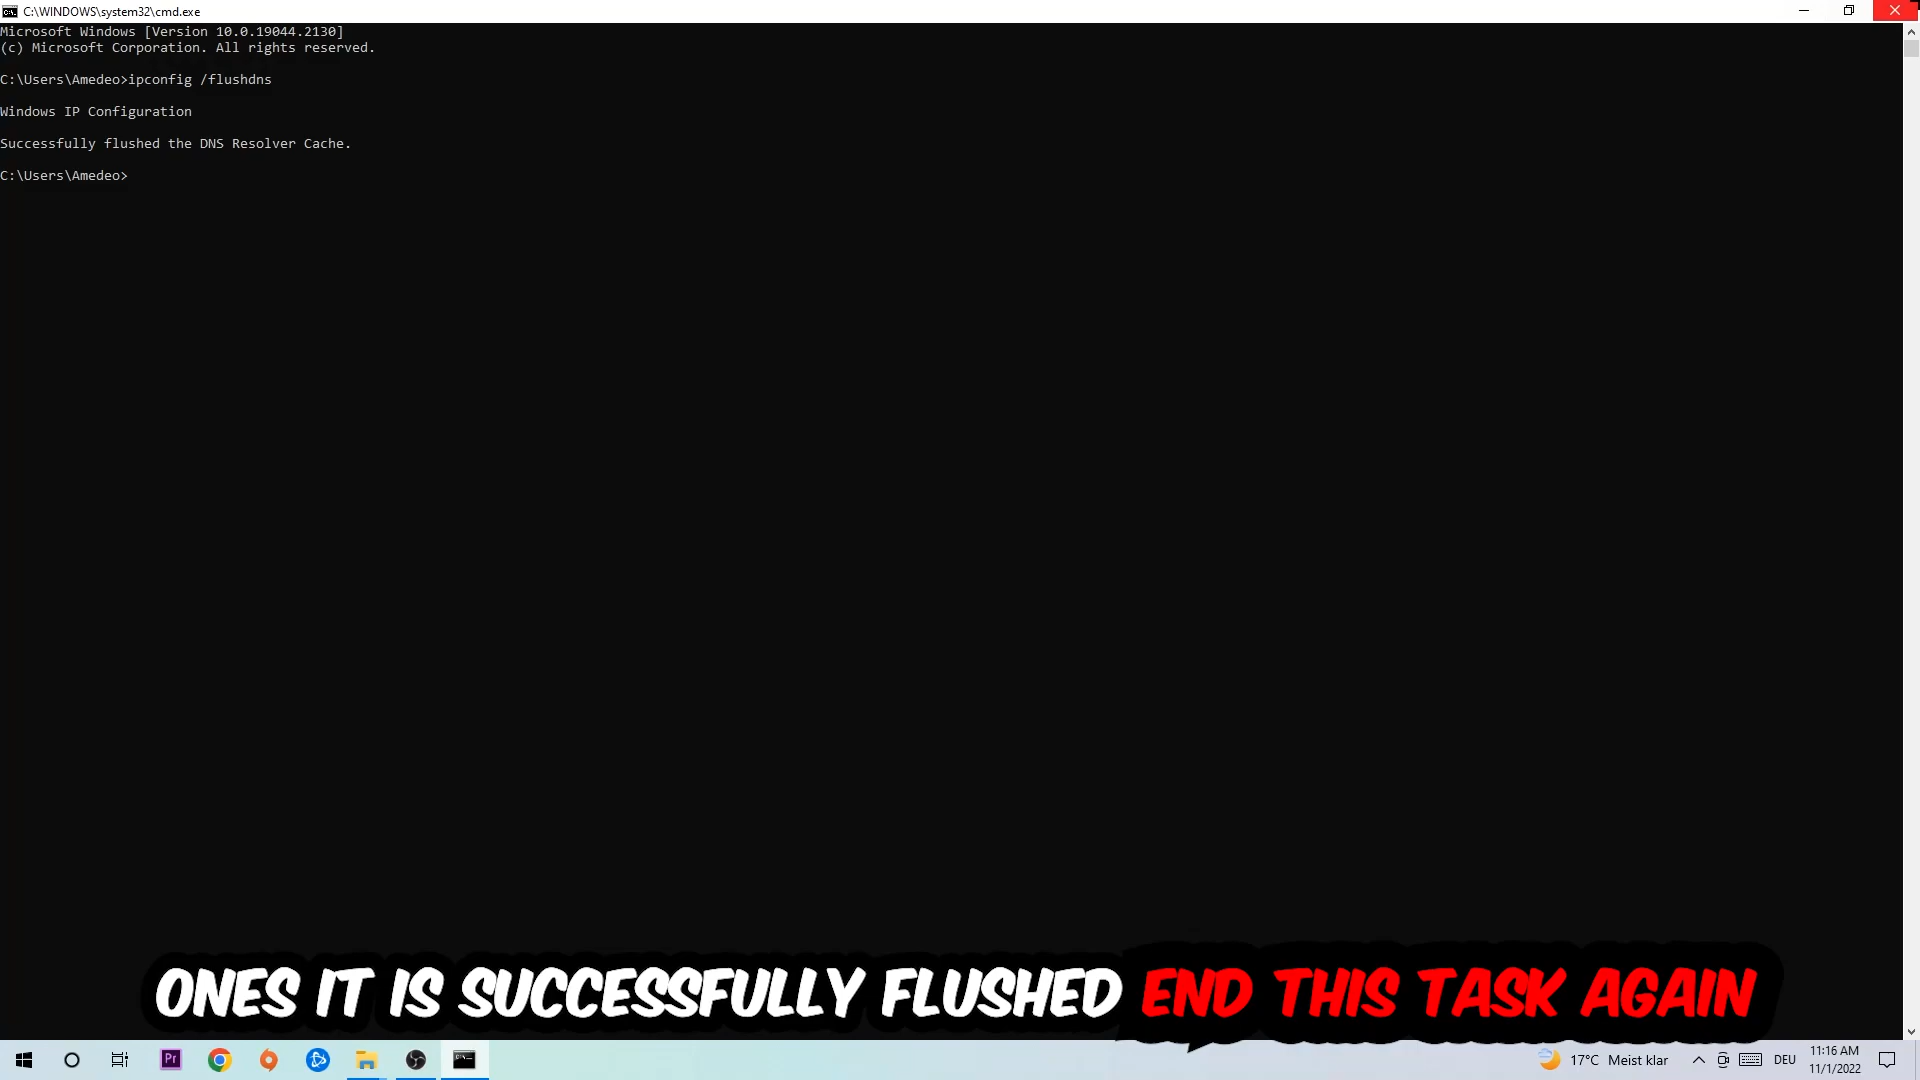 C:\WINDOWS\system32\cmd.exe
Microsoft Windows [Version 10.0.19044.2130]
(c) Microsoft Corporation. All rights reserved.
C:\Users\Amedeo>ipconfig /flushdns
Windows IP Configuration
Successfully flushed the DNS Resolver Cache.
C:\Users\Amedeo>
ONES IT IS SUCCESSFULLY FLUSHED END THIS TASK AGAIN
Pr
17°C Meist klar
DEU
11:16 AM
11/1/2022